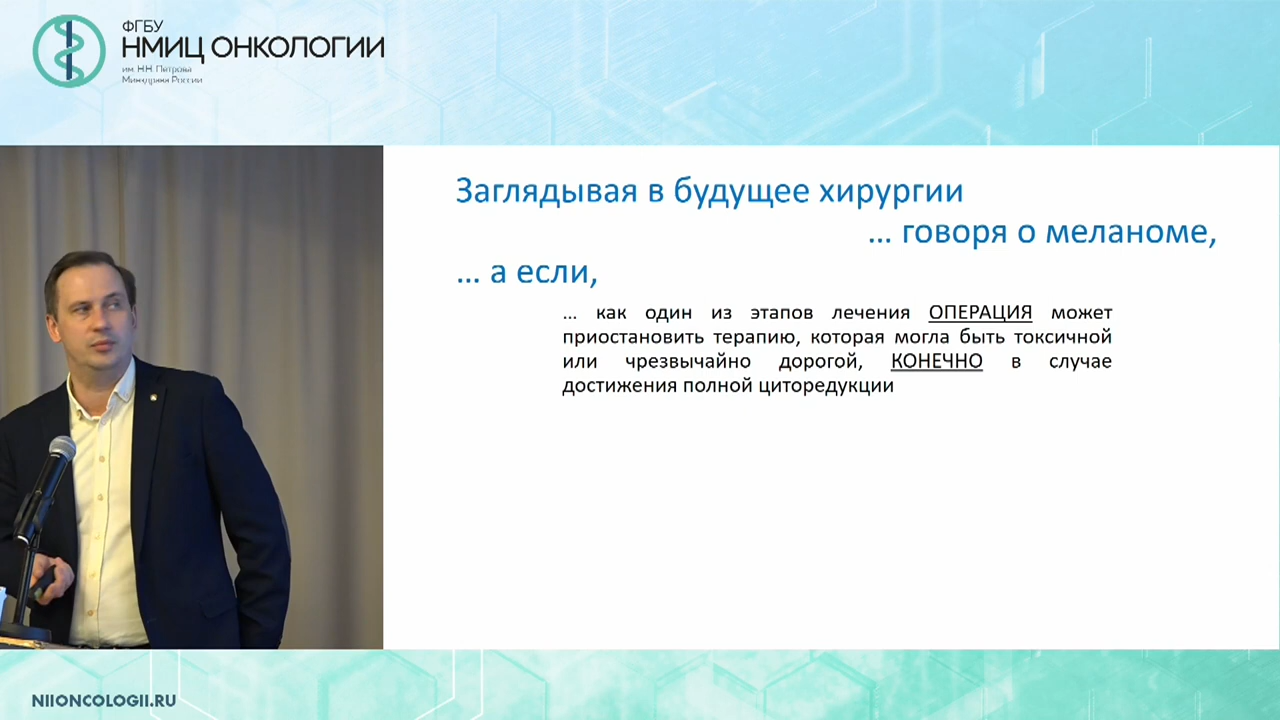 ФГБУ
НМИЦ ОНКОЛОГИИ
им. Н.Н. Петрова
Минздрава России
Заглядывая в будущее хирургии
... говоря о меланоме,
... а если,
... как один из этапов лечения ОПЕРАЦИЯ может
приостановить терапию, которая могла быть токсичной
или чрезвычайно дорогой, КОНЕЧНО в случае
достижения полной циторедукции
NIIONCOLOGII.RU